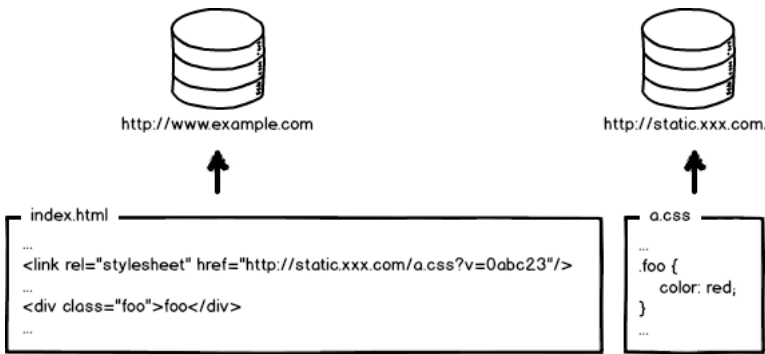 http://www.example.com
http://static.xxx.com/
index.html
...
<link rel="stylesheet" href="http://static.xxx.com/a.css?v=0abc23"/>
...
<div class="foo">foo</div>
...
a.css
...
.foo {
color: red;
}
...